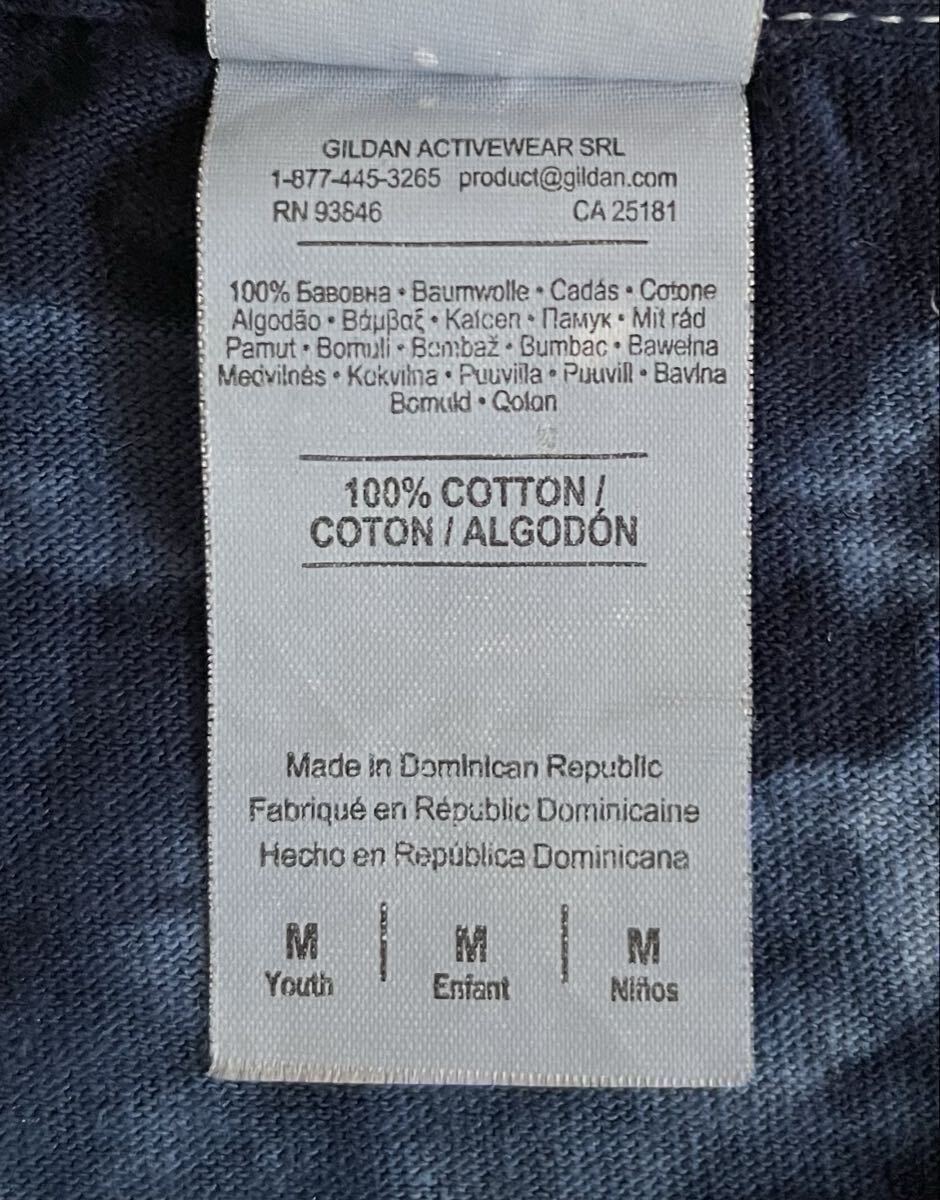 GILDAN ACTIVEWEAR SRL
1-877-445-3265 product@gildan.com
RN 93846 CA 25181
100% Бавовна • Baumwolle • Cadás • Cotone
Algodão • Βάμβαξ • Katoen • Памук • Mit rád
Pamut • Bomull • Bombaž • Bumbac • Bawełna
Medvilnės • Kokvilna • Puuvilla • Puuvill • Bavlna
Bomuld • Qoton
100% COTTON /
COTON / ALGODÓN
Made in Dominican Republic
Fabriqué en Républic Dominicaine
Hecho en República Dominicana
M | M | M
Youth Enfant Niños